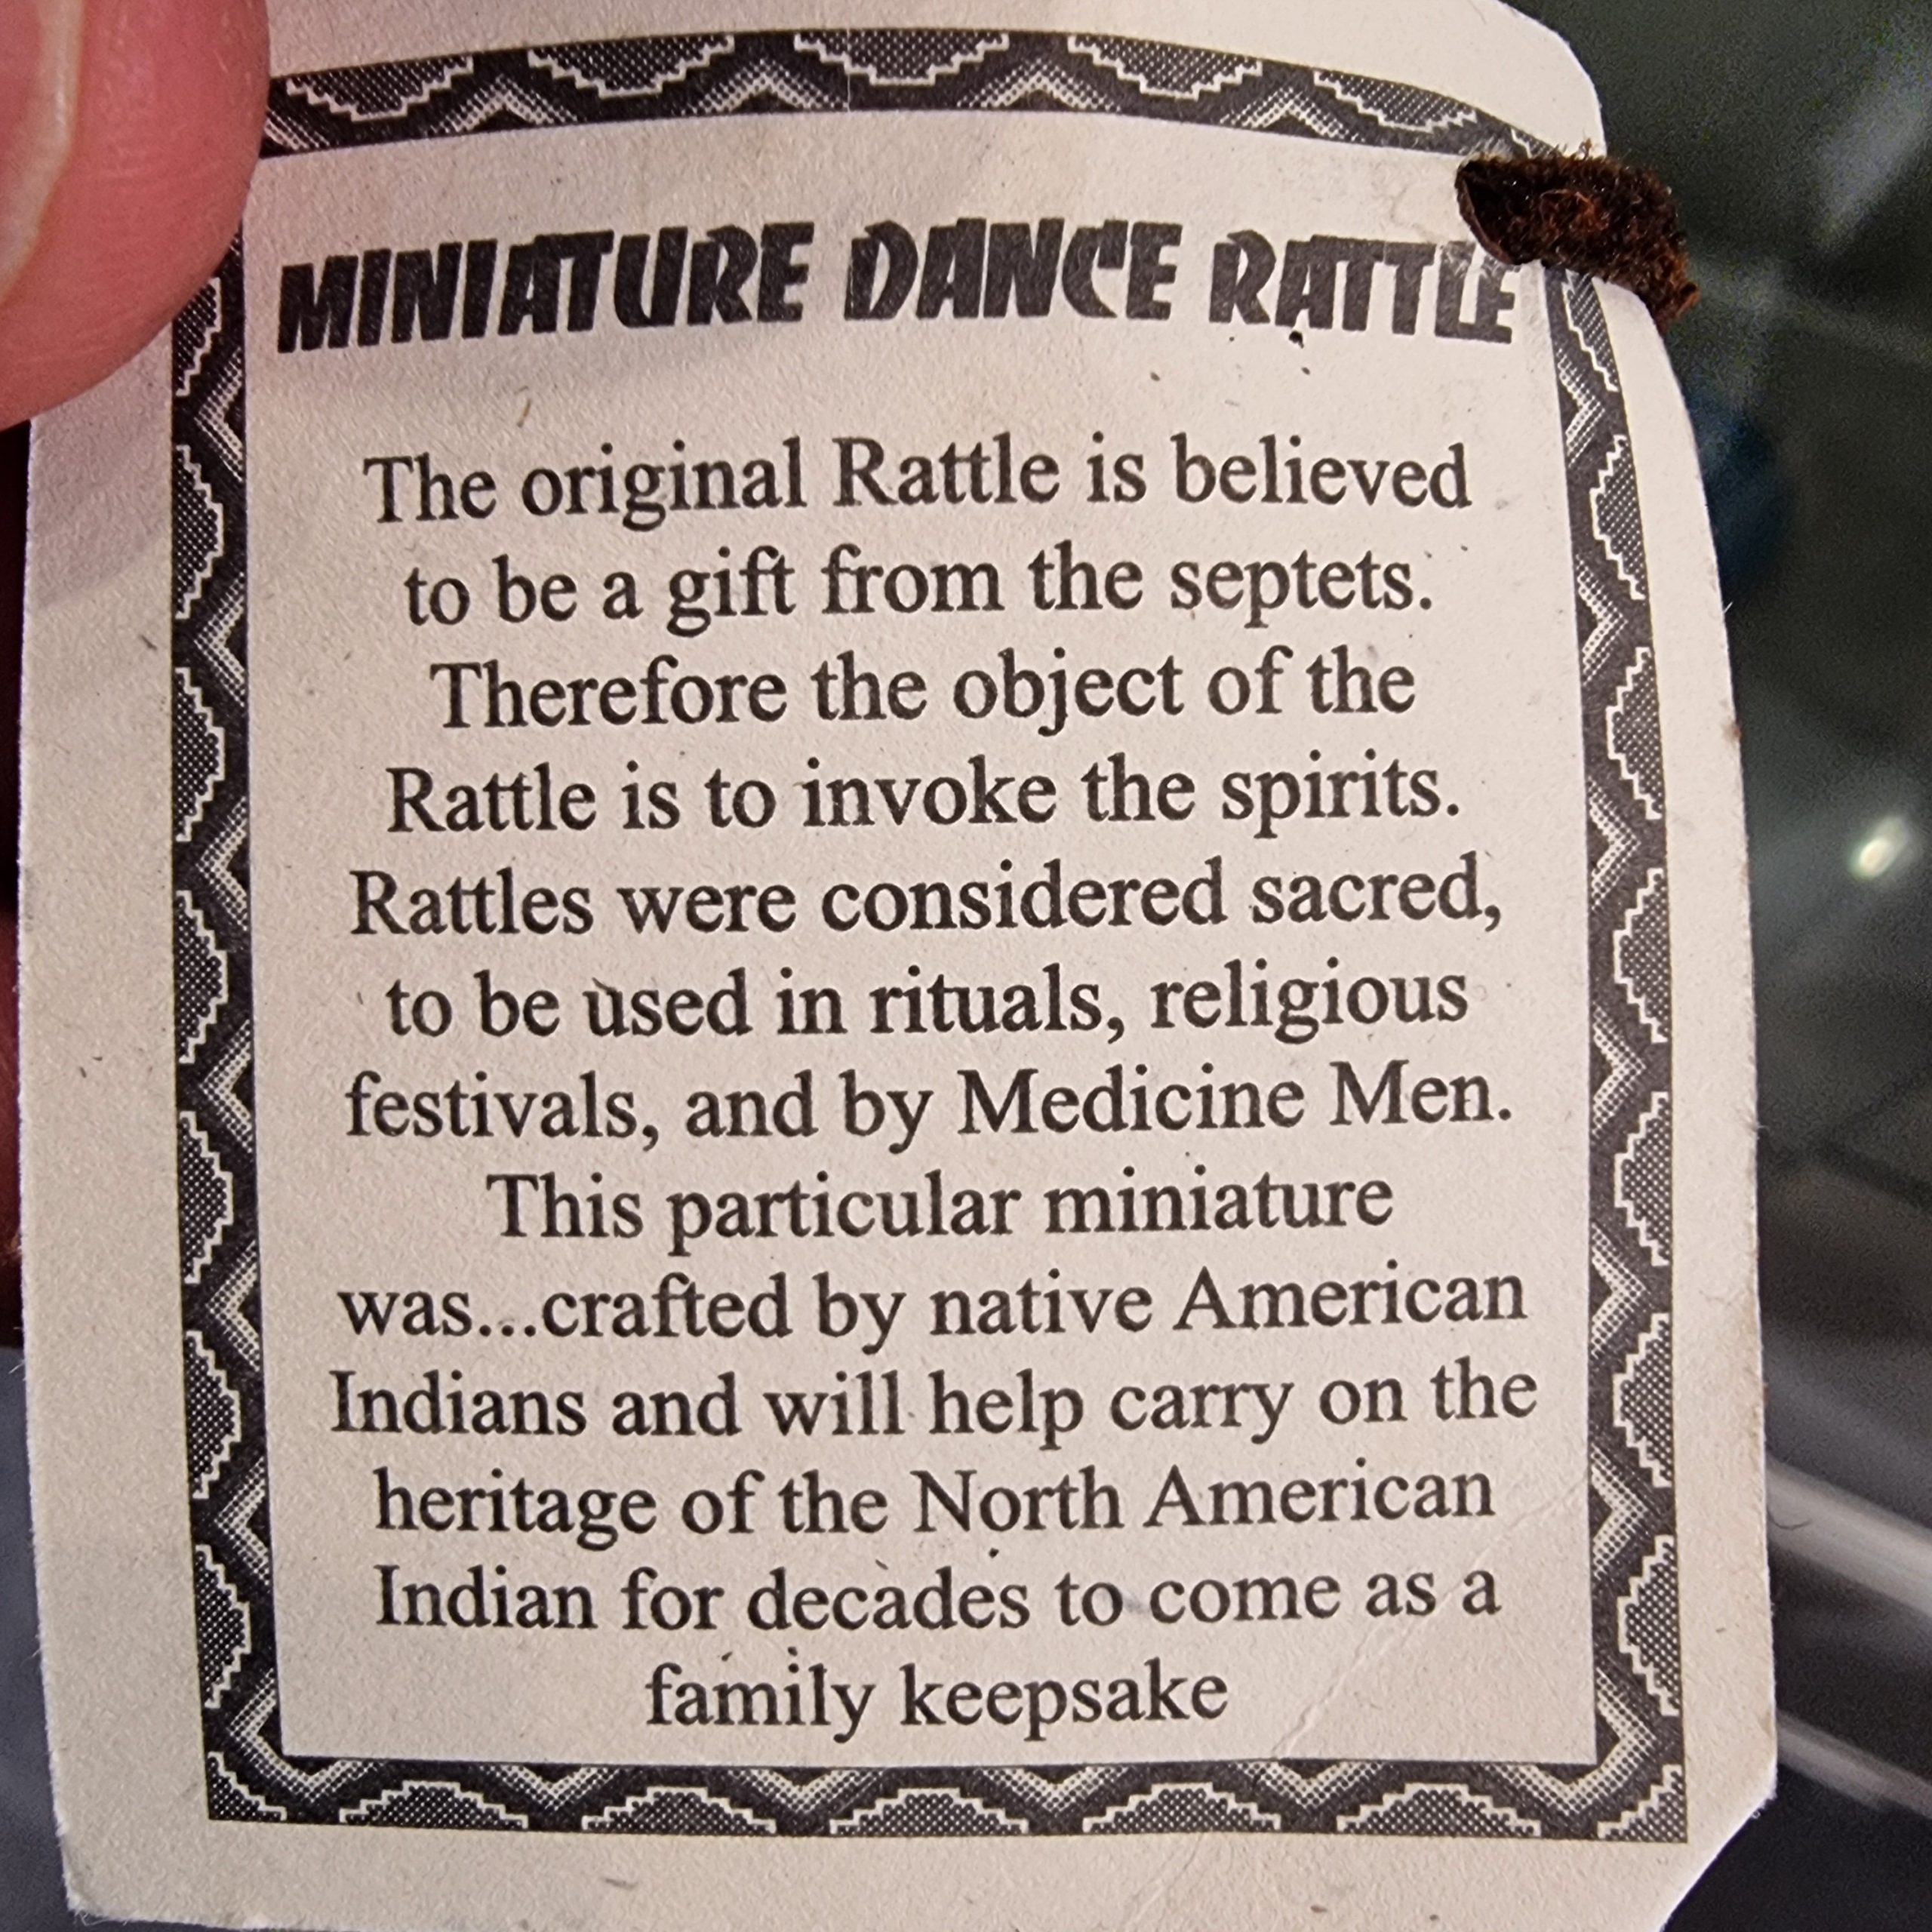 MINIATURE DANCE RATTLE
The original Rattle is believed
to be a gift from the septets.
Therefore the object of the
Rattle is to invoke the spirits.
Rattles were considered sacred,
to be used in rituals, religious
festivals, and by Medicine Men.
This particular miniature
was...crafted by native American
Indians and will help carry on the
heritage of the North American
Indian for decades to come as a
family keepsake